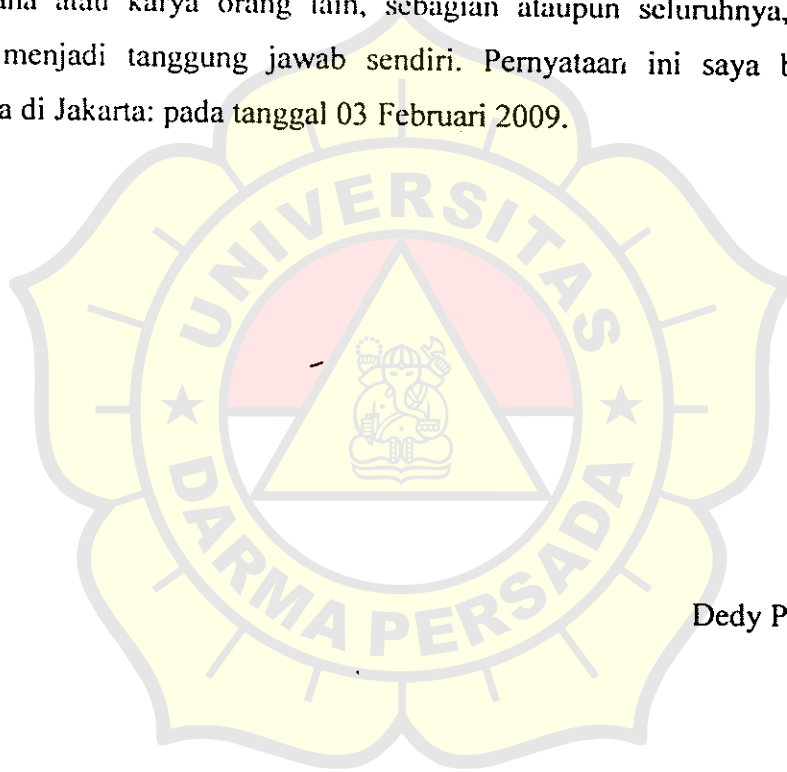 atau karya orang lain, sebagian ataupun seluruhnya,
menjadi tanggung jawab sendiri. Pernyataan ini saya b
a di Jakarta: pada tanggal 03 Februari 2009.
UNIVERSITAS
DARMA PERSADA
Dedy P